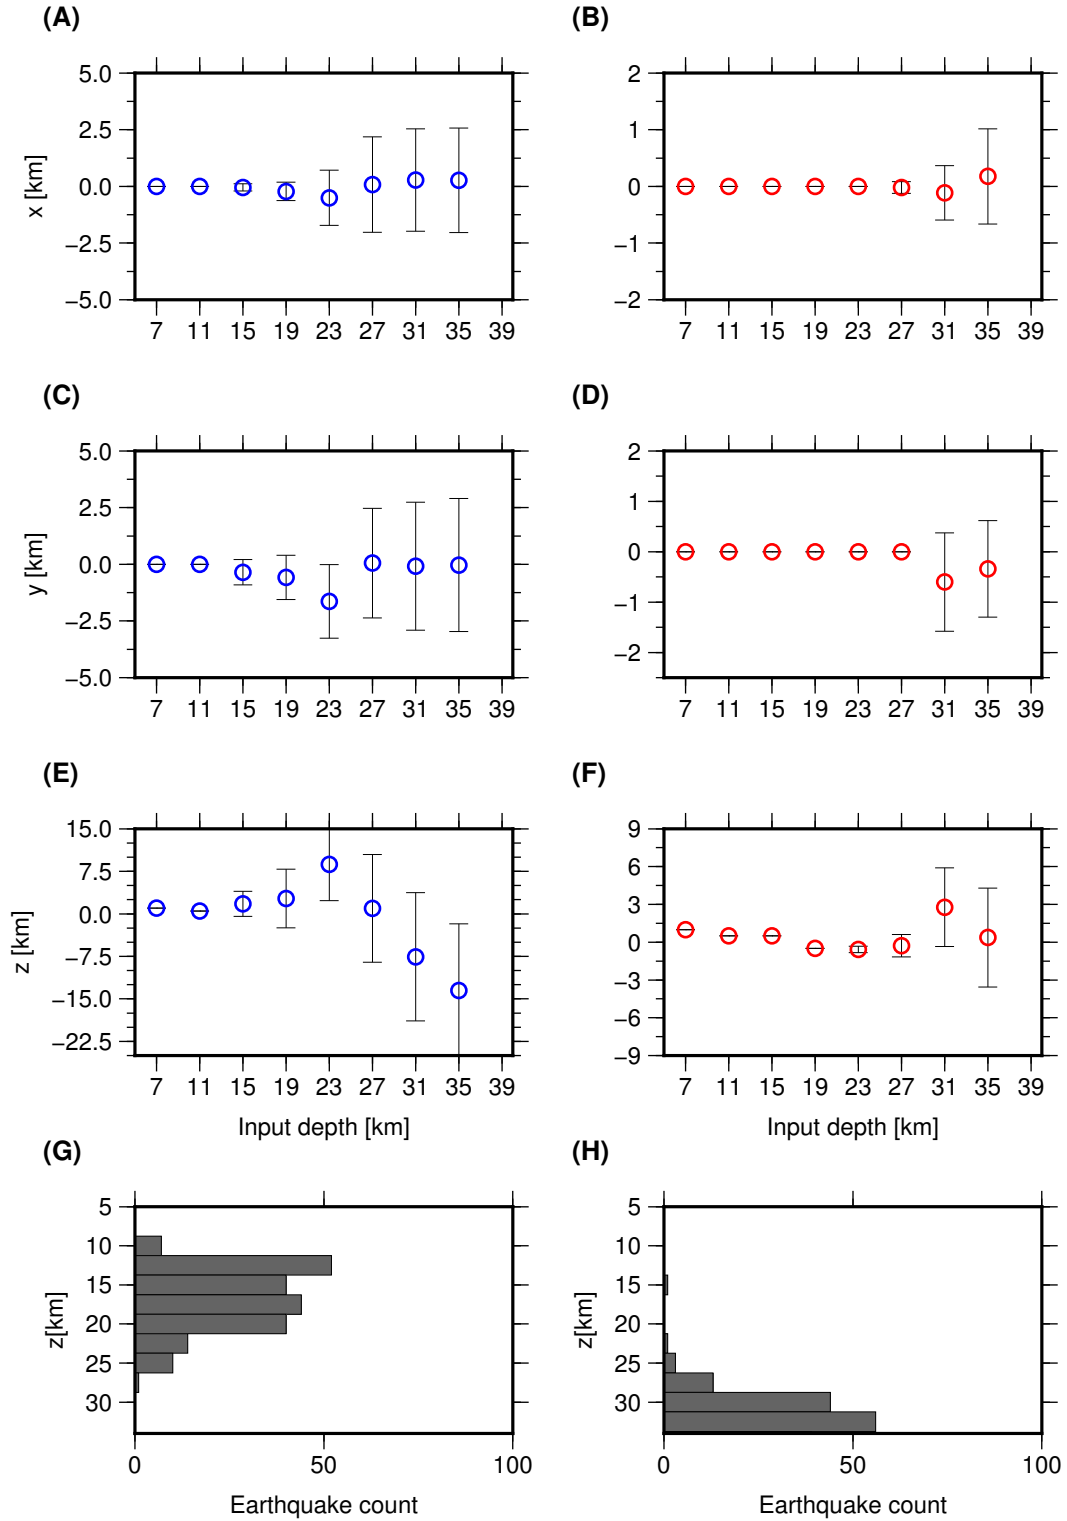 (A) (B)
5.0
2.5
0.0
−2.5
−5.0
x [km]
7 11 15 19 23 27 31 35 39
2
1
0
−1
−2
7 11 15 19 23 27 31 35 39
(C) (D)
5.0
2.5
0.0
−2.5
−5.0
y [km]
7 11 15 19 23 27 31 35 39
2
1
0
−1
−2
7 11 15 19 23 27 31 35 39
(E) (F)
15.0
7.5
0.0
−7.5
−15.0
−22.5
z [km]
7 11 15 19 23 27 31 35 39
Input depth [km]
9
6
3
0
−3
−6
−9
7 11 15 19 23 27 31 35 39
Input depth [km]
(G) (H)
5
10
15
20
25
30
z[km]
0 50 100
Earthquake count
5
10
15
20
25
30
z[km]
0 50 100
Earthquake count